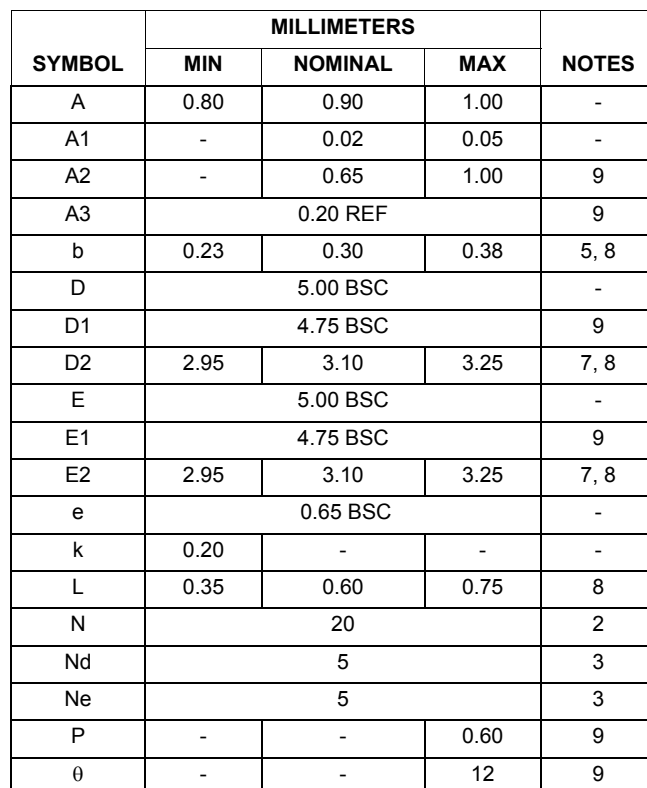 MILLIMETERS
SYMBOL MIN NOMINAL MAX NOTES
A 0.80 0.90 1.00 -
A1 - 0.02 0.05 -
A2 - 0.65 1.00 9
A3 0.20 REF 9
b 0.23 0.30 0.38 5, 8
D 5.00 BSC -
D1 4.75 BSC 9
D2 2.95 3.10 3.25 7, 8
E 5.00 BSC -
E1 4.75 BSC 9
E2 2.95 3.10 3.25 7, 8
e 0.65 BSC -
k 0.20 - - -
L 0.35 0.60 0.75 8
N 20 2
Nd 5 3
Ne 5 3
P - - 0.60 9
θ - - 12 9